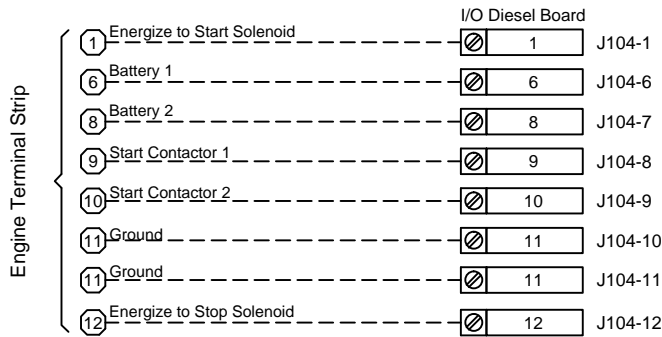 I/O Diesel Board
1 Energize to Start Solenoid 1 J104-1
6 Battery 1 6 J104-6
8 Battery 2 8 J104-7
9 Start Contactor 1 9 J104-8
10 Start Contactor 2 10 J104-9
11 Ground 11 J104-10
11 Ground 11 J104-11
12 Energize to Stop Solenoid 12 J104-12
Engine Terminal Strip